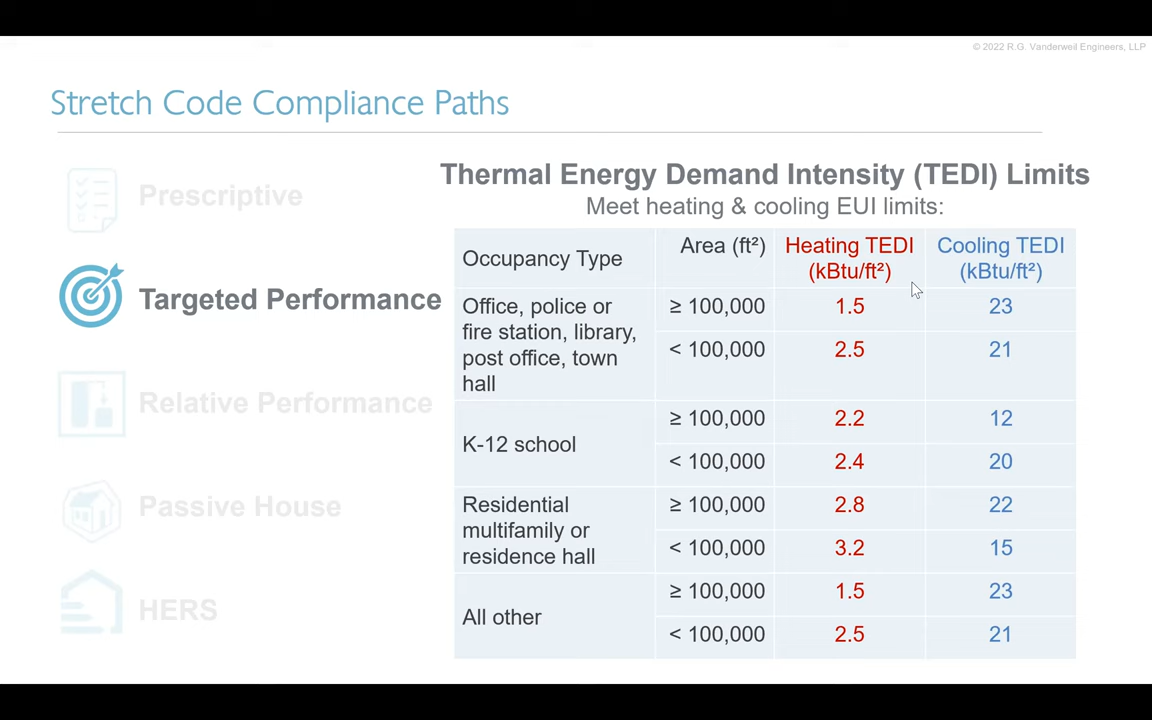 © 2022 R.G. Vanderweil Engineers, LLP
Stretch Code Compliance Paths
Prescriptive
Targeted Performance
Relative Performance
Passive House
HERS
Thermal Energy Demand Intensity (TEDI) Limits
Meet heating & cooling EUI limits:
Occupancy Type Area (ft²) Heating TEDI (kBtu/ft²) Cooling TEDI (kBtu/ft²)
Office, police or
fire station, library,
post office, town
hall
≥ 100,000 1.5 23
< 100,000 2.5 21
K-12 school
≥ 100,000 2.2 12
< 100,000 2.4 20
Residential
multifamily or
residence hall
≥ 100,000 2.8 22
< 100,000 3.2 15
All other
≥ 100,000 1.5 23
< 100,000 2.5 21